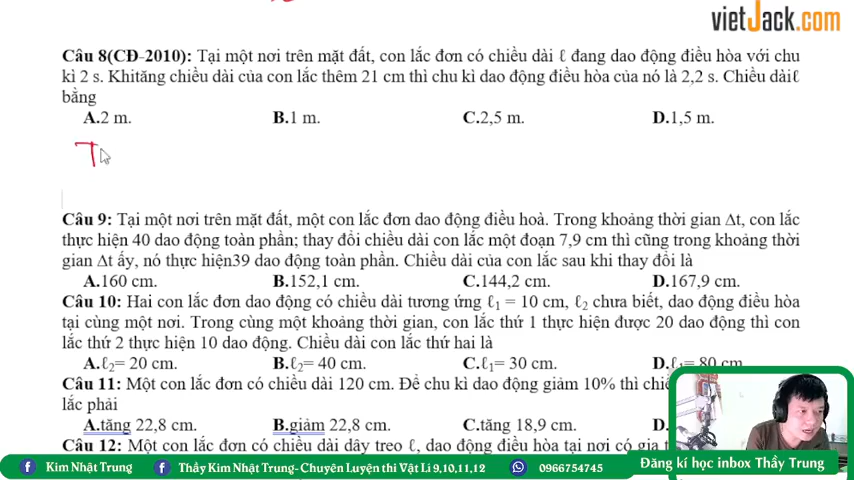 vietJack.com
Câu 8(CĐ-2010): Tại một nơi trên mặt đất, con lắc đơn có chiều dài ℓ đang dao động điều hòa với chu
kì 2 s. Khităng chiều dài của con lắc thêm 21 cm thì chu kì dao động điều hòa của nó là 2,2 s. Chiều dàiℓ
bằng
A.2 m. B.1 m. C.2,5 m. D.1,5 m.
T
Câu 9: Tại một nơi trên mặt đất, một con lắc đơn dao động điều hoà. Trong khoảng thời gian Δt, con lắc
thực hiện 40 dao động toàn phần; thay đổi chiều dài con lắc một đoạn 7,9 cm thì cũng trong khoảng thời
gian Δt ấy, nó thực hiện39 dao động toàn phần. Chiều dài của con lắc sau khi thay đổi là
A.160 cm. B.152,1 cm. C.144,2 cm. D.167,9 cm.
Câu 10: Hai con lắc đơn dao động có chiều dài tương ứng ℓ₁ = 10 cm, ℓ₂ chưa biết, dao động điều hòa
tại cùng một nơi. Trong cùng một khoảng thời gian, con lắc thứ 1 thực hiện được 20 dao động thì con
lắc thứ 2 thực hiện 10 dao động. Chiều dài con lắc thứ hai là
A.ℓ₂= 20 cm. B.ℓ₂= 40 cm. C.ℓ₁= 30 cm. D.ℓ₁= 80 cm
Câu 11: Một con lắc đơn có chiều dài 120 cm. Để chu kì dao động giảm 10% thì
lắc phải
A.tăng 22,8 cm. B.giảm 22,8 cm. C.tăng 18,9 cm. D.
Câu 12: Một con lắc đơn có chiều dài dây treo ℓ, dao động điều hòa tại nơi có gia
Kim Nhật Trung Thầy Kim Nhật Trung- Chuyên Luyện thi Vật Lí 9,10,11,12 0966754745 Đăng kí học inbox Thầy Trung